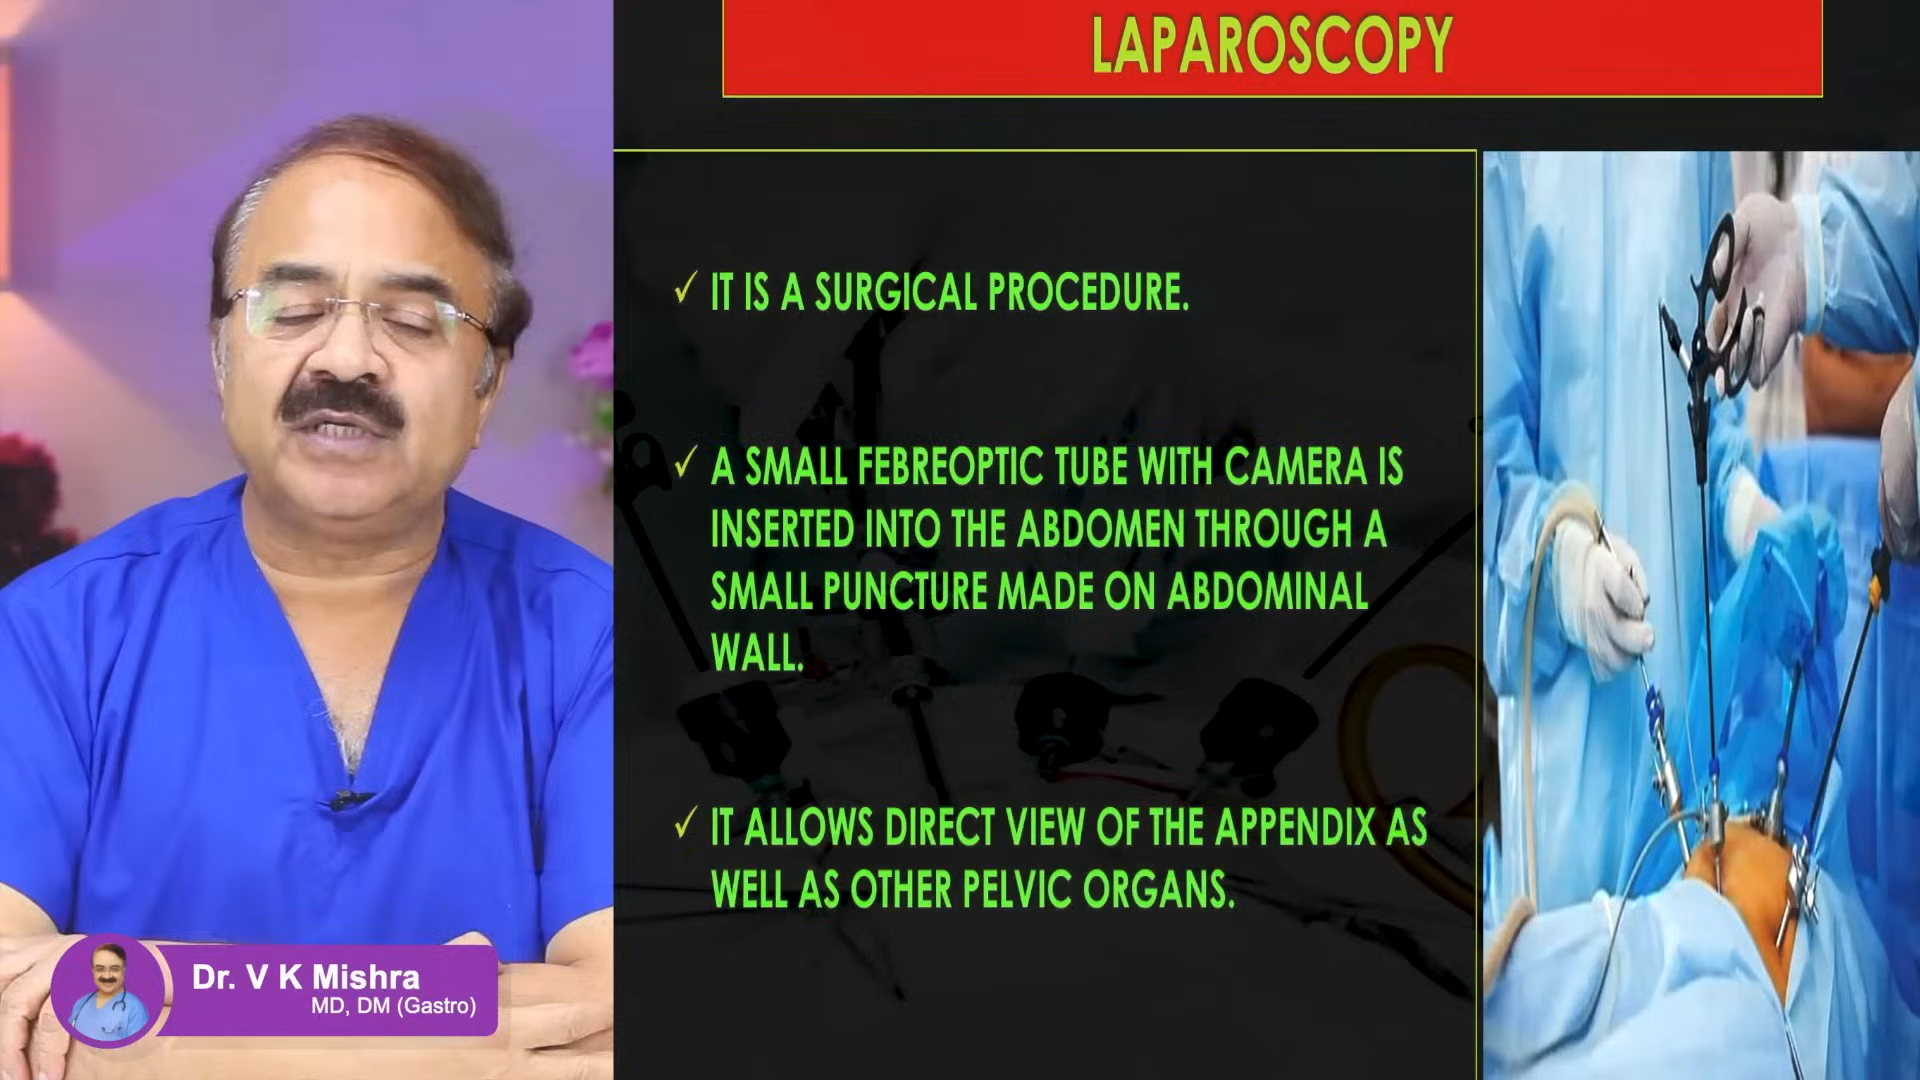 LAPAROSCOPY
✓ IT IS A SURGICAL PROCEDURE.
✓ A SMALL FEBREOPTIC TUBE WITH CAMERA IS
INSERTED INTO THE ABDOMEN THROUGH A
SMALL PUNCTURE MADE ON ABDOMINAL
WALL.
✓ IT ALLOWS DIRECT VIEW OF THE APPENDIX AS
WELL AS OTHER PELVIC ORGANS.
Dr. V K Mishra
MD, DM (Gastro)